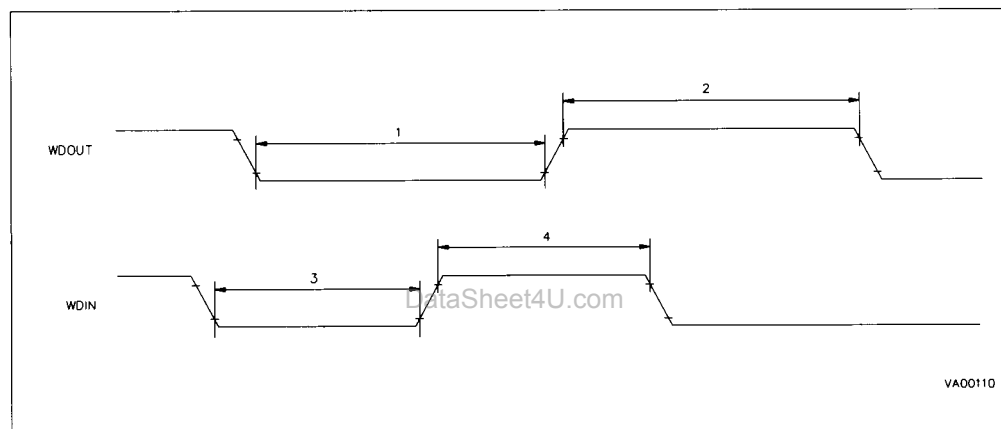 2
1
WDOUT
4
3
DataSheet4U.com
WDIN
VA00110